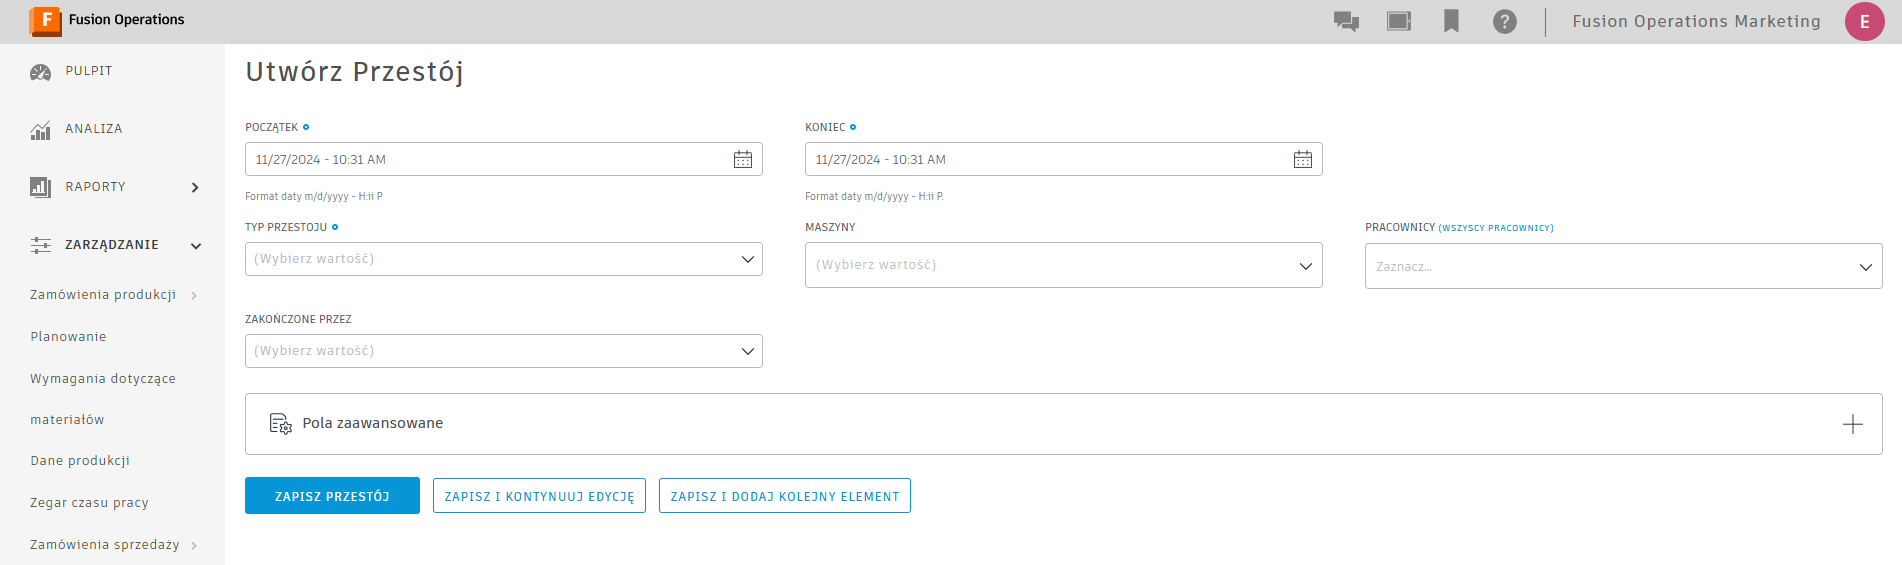 F Fusion Operations
Fusion Operations Marketing
E
PULPIT
ANALIZA
RAPORTY
ZARZĄDZANIE
Zamówienia produkcji
Planowanie
Wymagania dotyczące
materiałów
Dane produkcji
Zegar czasu pracy
Zamówienia sprzedaży
Utwórz Przestój
POCZĄTEK
11/27/2024 - 10:31 AM
Format daty m/d/yyyy - H:ii P
KONIEC
11/27/2024 - 10:31 AM
Format daty m/d/yyyy - H:ii P.
TYP PRZESTOJU
(Wybierz wartość)
MASZYNY
(Wybierz wartość)
PRACOWNICY (WSZYSCY PRACOWNICY)
Zaznacz...
ZAKOŃCZONE PRZEZ
(Wybierz wartość)
Pola zaawansowane
ZAPISZ PRZESTÓJ
ZAPISZ I KONTYNUUJ EDYCJĘ
ZAPISZ I DODAJ KOLEJNY ELEMENT